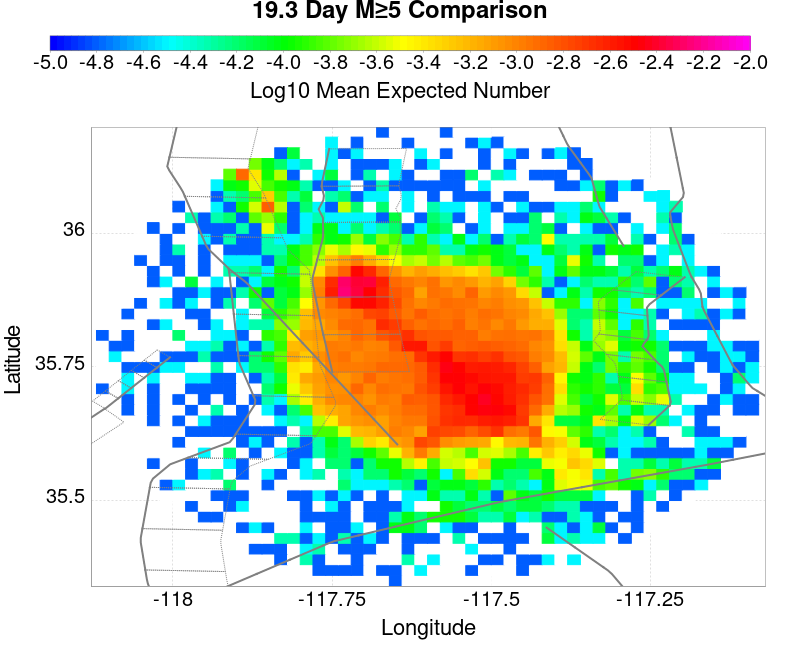 19.3 Day M≥5 Comparison
-5.0 -4.8 -4.6 -4.4 -4.2 -4.0 -3.8 -3.6 -3.4 -3.2 -3.0 -2.8 -2.6 -2.4 -2.2 -2.0
Log10 Mean Expected Number
36
35.75
35.5
Latitude
-118 -117.75 -117.5 -117.25
Longitude